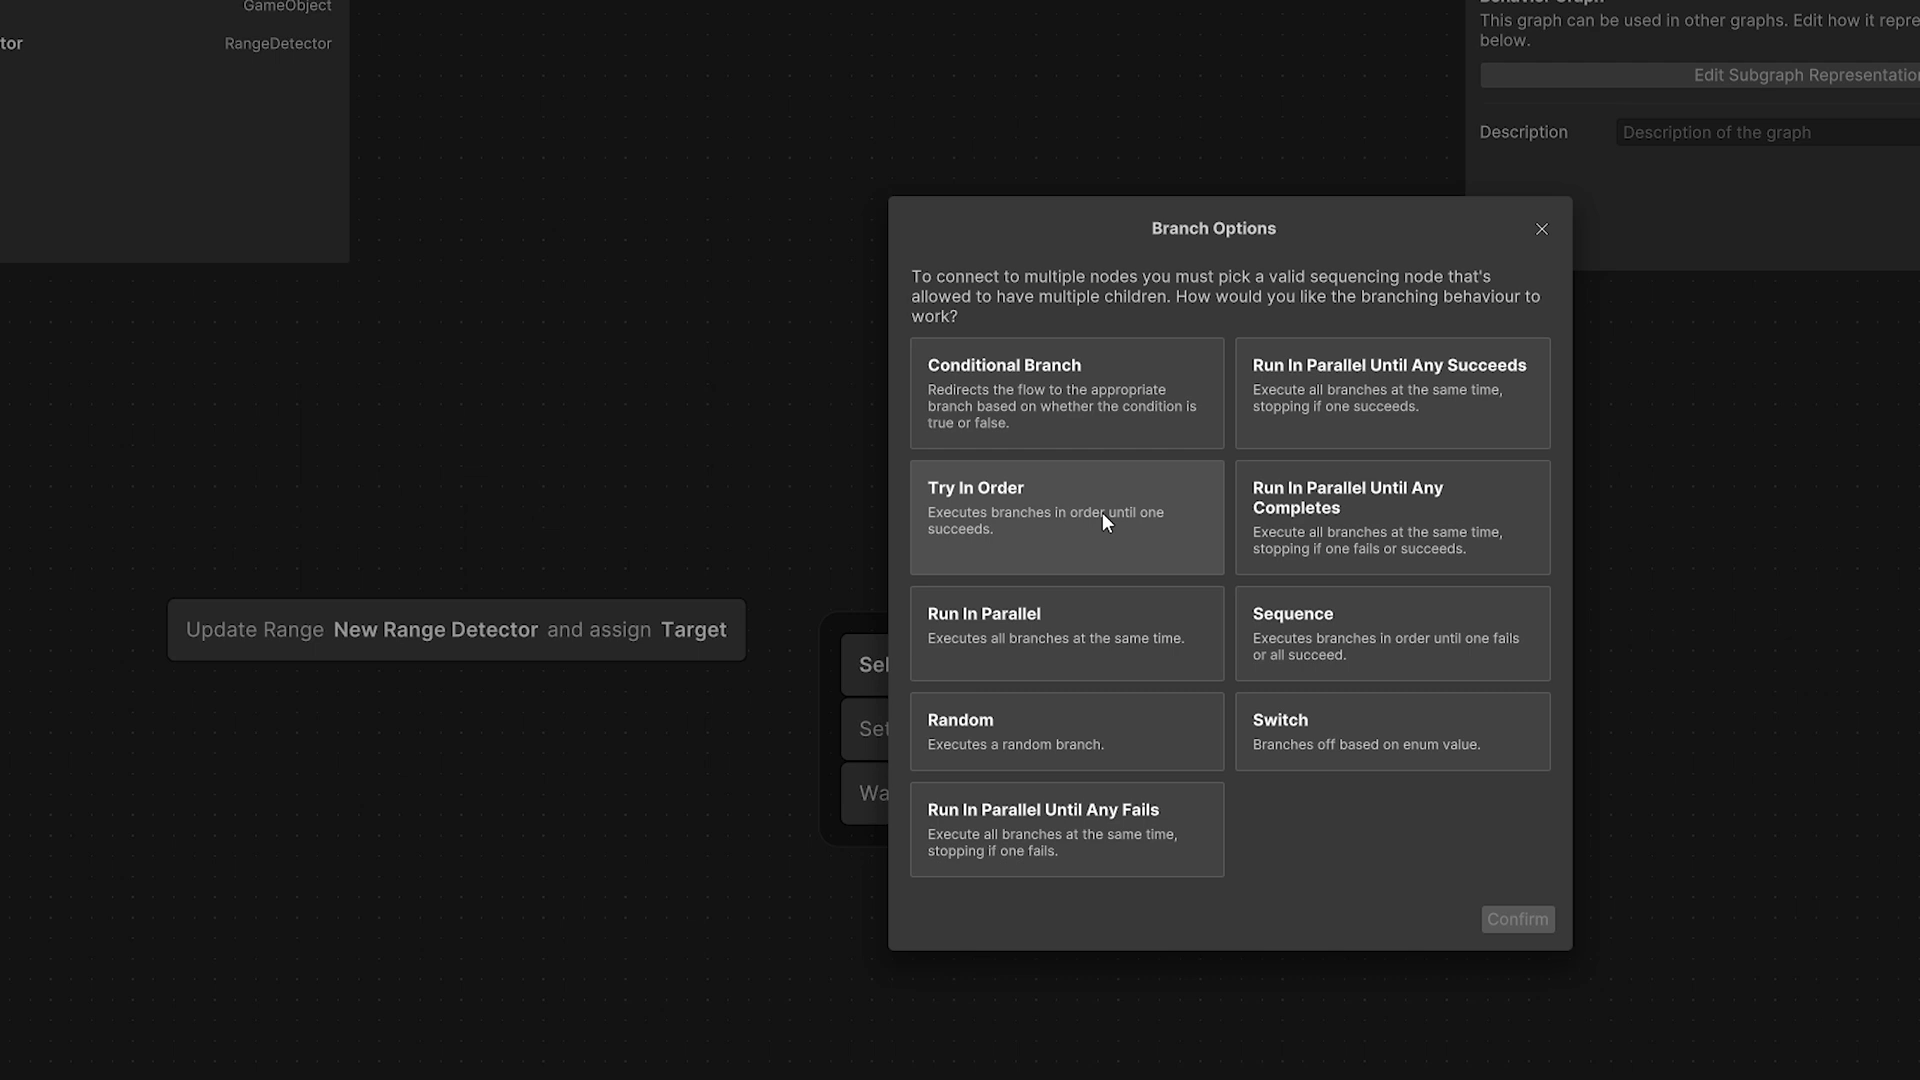 GameObject
tor
RangeDetector
This graph can be used in other graphs. Edit how it repre
below.
Edit Subgraph Representatio
Description
Description of the graph
Branch Options
To connect to multiple nodes you must pick a valid sequencing node that's
allowed to have multiple children. How would you like the branching behaviour to
work?
Conditional Branch
Redirects the flow to the appropriate
branch based on whether the condition is
true or false.
Run In Parallel Until Any Succeeds
Execute all branches at the same time,
stopping if one succeeds.
Try In Order
Executes branches in order until one
succeeds.
Run In Parallel Until Any
Completes
Execute all branches at the same time,
stopping if one fails or succeeds.
Run In Parallel
Executes all branches at the same time.
Sequence
Executes branches in order until one fails
or all succeed.
Random
Executes a random branch.
Switch
Branches off based on enum value.
Run In Parallel Until Any Fails
Execute all branches at the same time,
stopping if one fails.
Confirm
Update Range New Range Detector and assign Target
Sel
Set
Wa